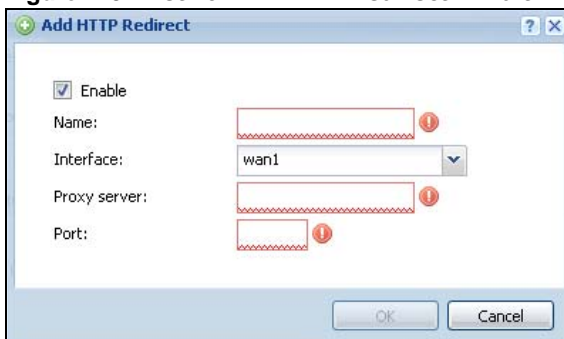 Add HTTP Redirect
Enable
Name:
Interface: wan1
Proxy server:
Port:
OK Cancel